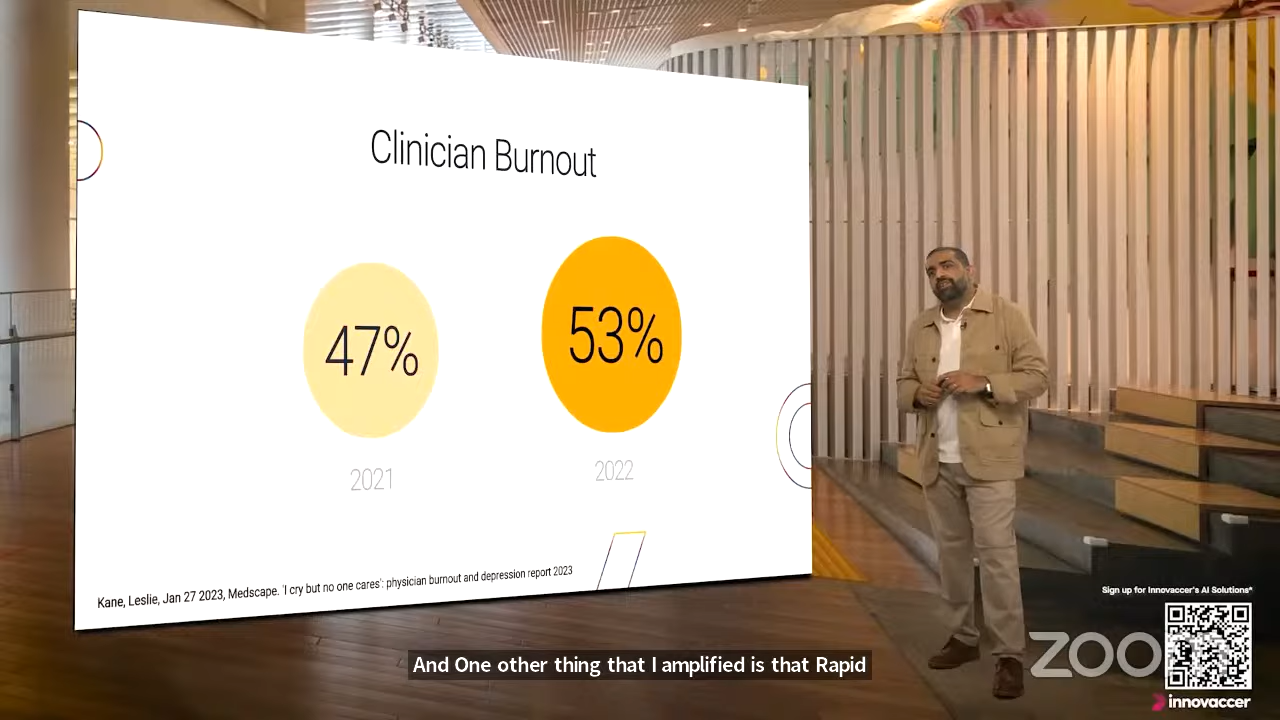 Clinician Burnout
47%
53%
2021
2022
Kane, Leslie, Jan 27 2023, Medscape. 'I cry but no one cares': physician burnout and depression report 2023
Sign up for Innovaccer's AI Solutions*
zoom
innovaccer
And One other thing that I amplified is that Rapid